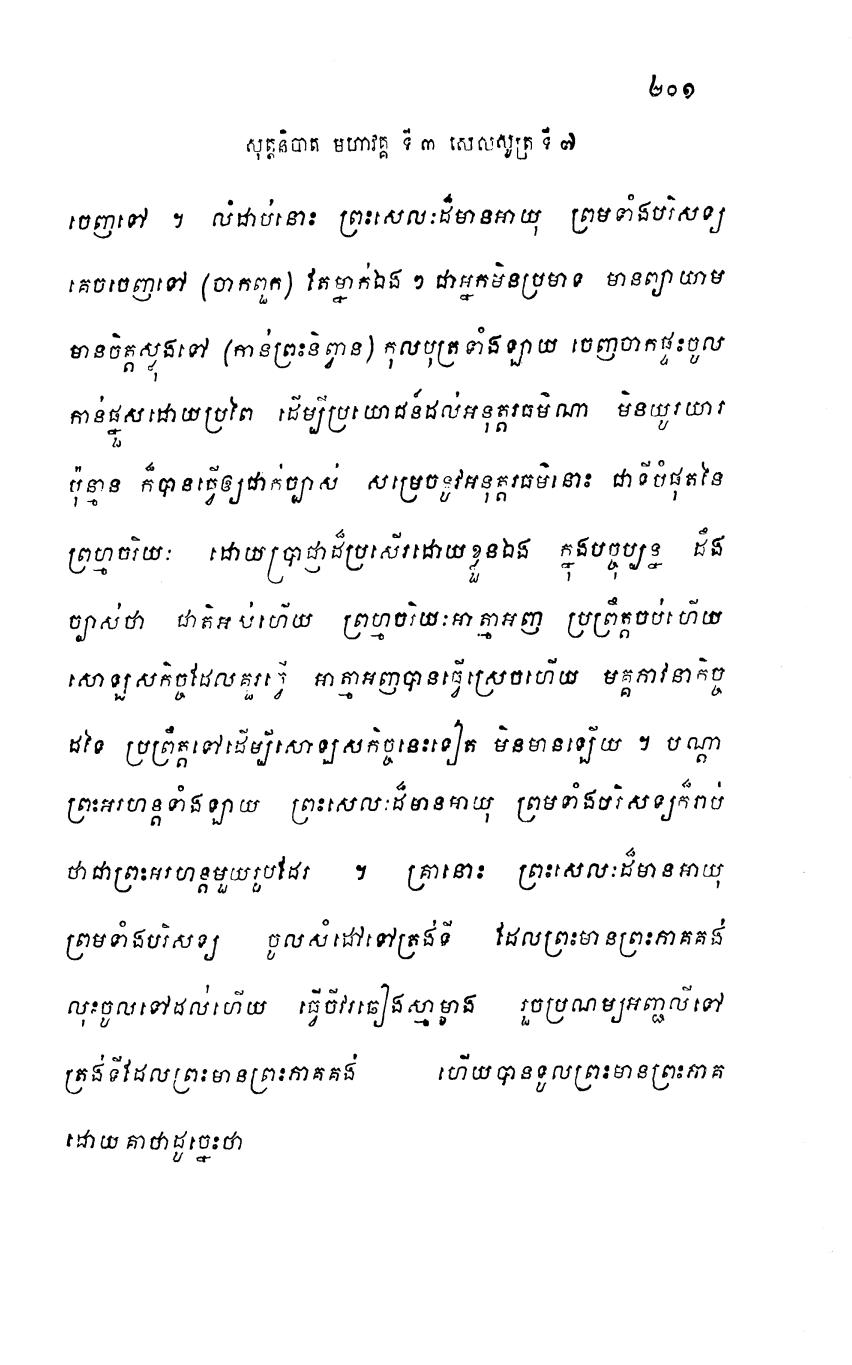 ២០១
សុត្តនិបាត មហាវគ្គ ទី ៣ សេលសូត្រ ទី ៧
ចេញទៅ ។ លំដាប់នោះ ព្រះសេលៈដ៏មានអាយុ ព្រមទាំងបរិសទ្យ
គេចចេញទៅ (ចាកពួក) តែម្នាក់ឯង ៗ ជាអ្នកមិនប្រមាទ មានព្យាយាម
មានចិត្តស្លុងទៅ (កាន់ព្រះនិព្វាន) កុលបុត្រទាំងឡាយ ចេញចាកផ្ទះចូល
កាន់ផ្នួសដោយប្រពៃ ដើម្បីប្រយោជន៍ដល់អនុត្តរធម៌ណា មិនយូរយារ
ប៉ុន្មាន ក៏បានធ្វើឲ្យជាក់ច្បាស់ សម្រេចនូវអនុត្តរធម៌នោះ ជាទីបំផុតនៃ
ព្រហ្មចរិយៈ ដោយប្រាជ្ញាដ៏ប្រសើរដោយខ្លួនឯង ក្នុងបច្ចុប្បន្ន ដឹង
ច្បាស់ថា ជាតិអស់ហើយ ព្រហ្មចរិយៈអាត្មាអញ ប្រព្រឹត្តចប់ហើយ
សោឡសកិច្ចដែលគួរធ្វើ អាត្មាអញបានធ្វើស្រេចហើយ មគ្គភាវនាកិច្ច
ដទៃ ប្រព្រឹត្តទៅដើម្បីសោឡសកិច្ចនេះទៀត មិនមានឡើយ ។ បណ្តា
ព្រះអរហន្តទាំងឡាយ ព្រះសេលៈដ៏មានអាយុ ព្រមទាំងបរិសទ្យក៏រាប់
ថាជាព្រះអរហន្តមួយរូបដែរ ។ គ្រានោះ ព្រះសេលៈដ៏មានអាយុ
ព្រមទាំងបរិសទ្យ ចូលសំដៅទៅត្រង់ទី ដែលព្រះមានព្រះភាគគង់
លុះចូលទៅដល់ហើយ ធ្វើចីវរឆៀងស្មាម្ខាង រួចប្រណម្យអញ្ជលីទៅ
ត្រង់ទីដែលព្រះមានព្រះភាគគង់ ហើយបានទូលព្រះមានព្រះភាគ
ដោយគាថាដូច្នេះថា